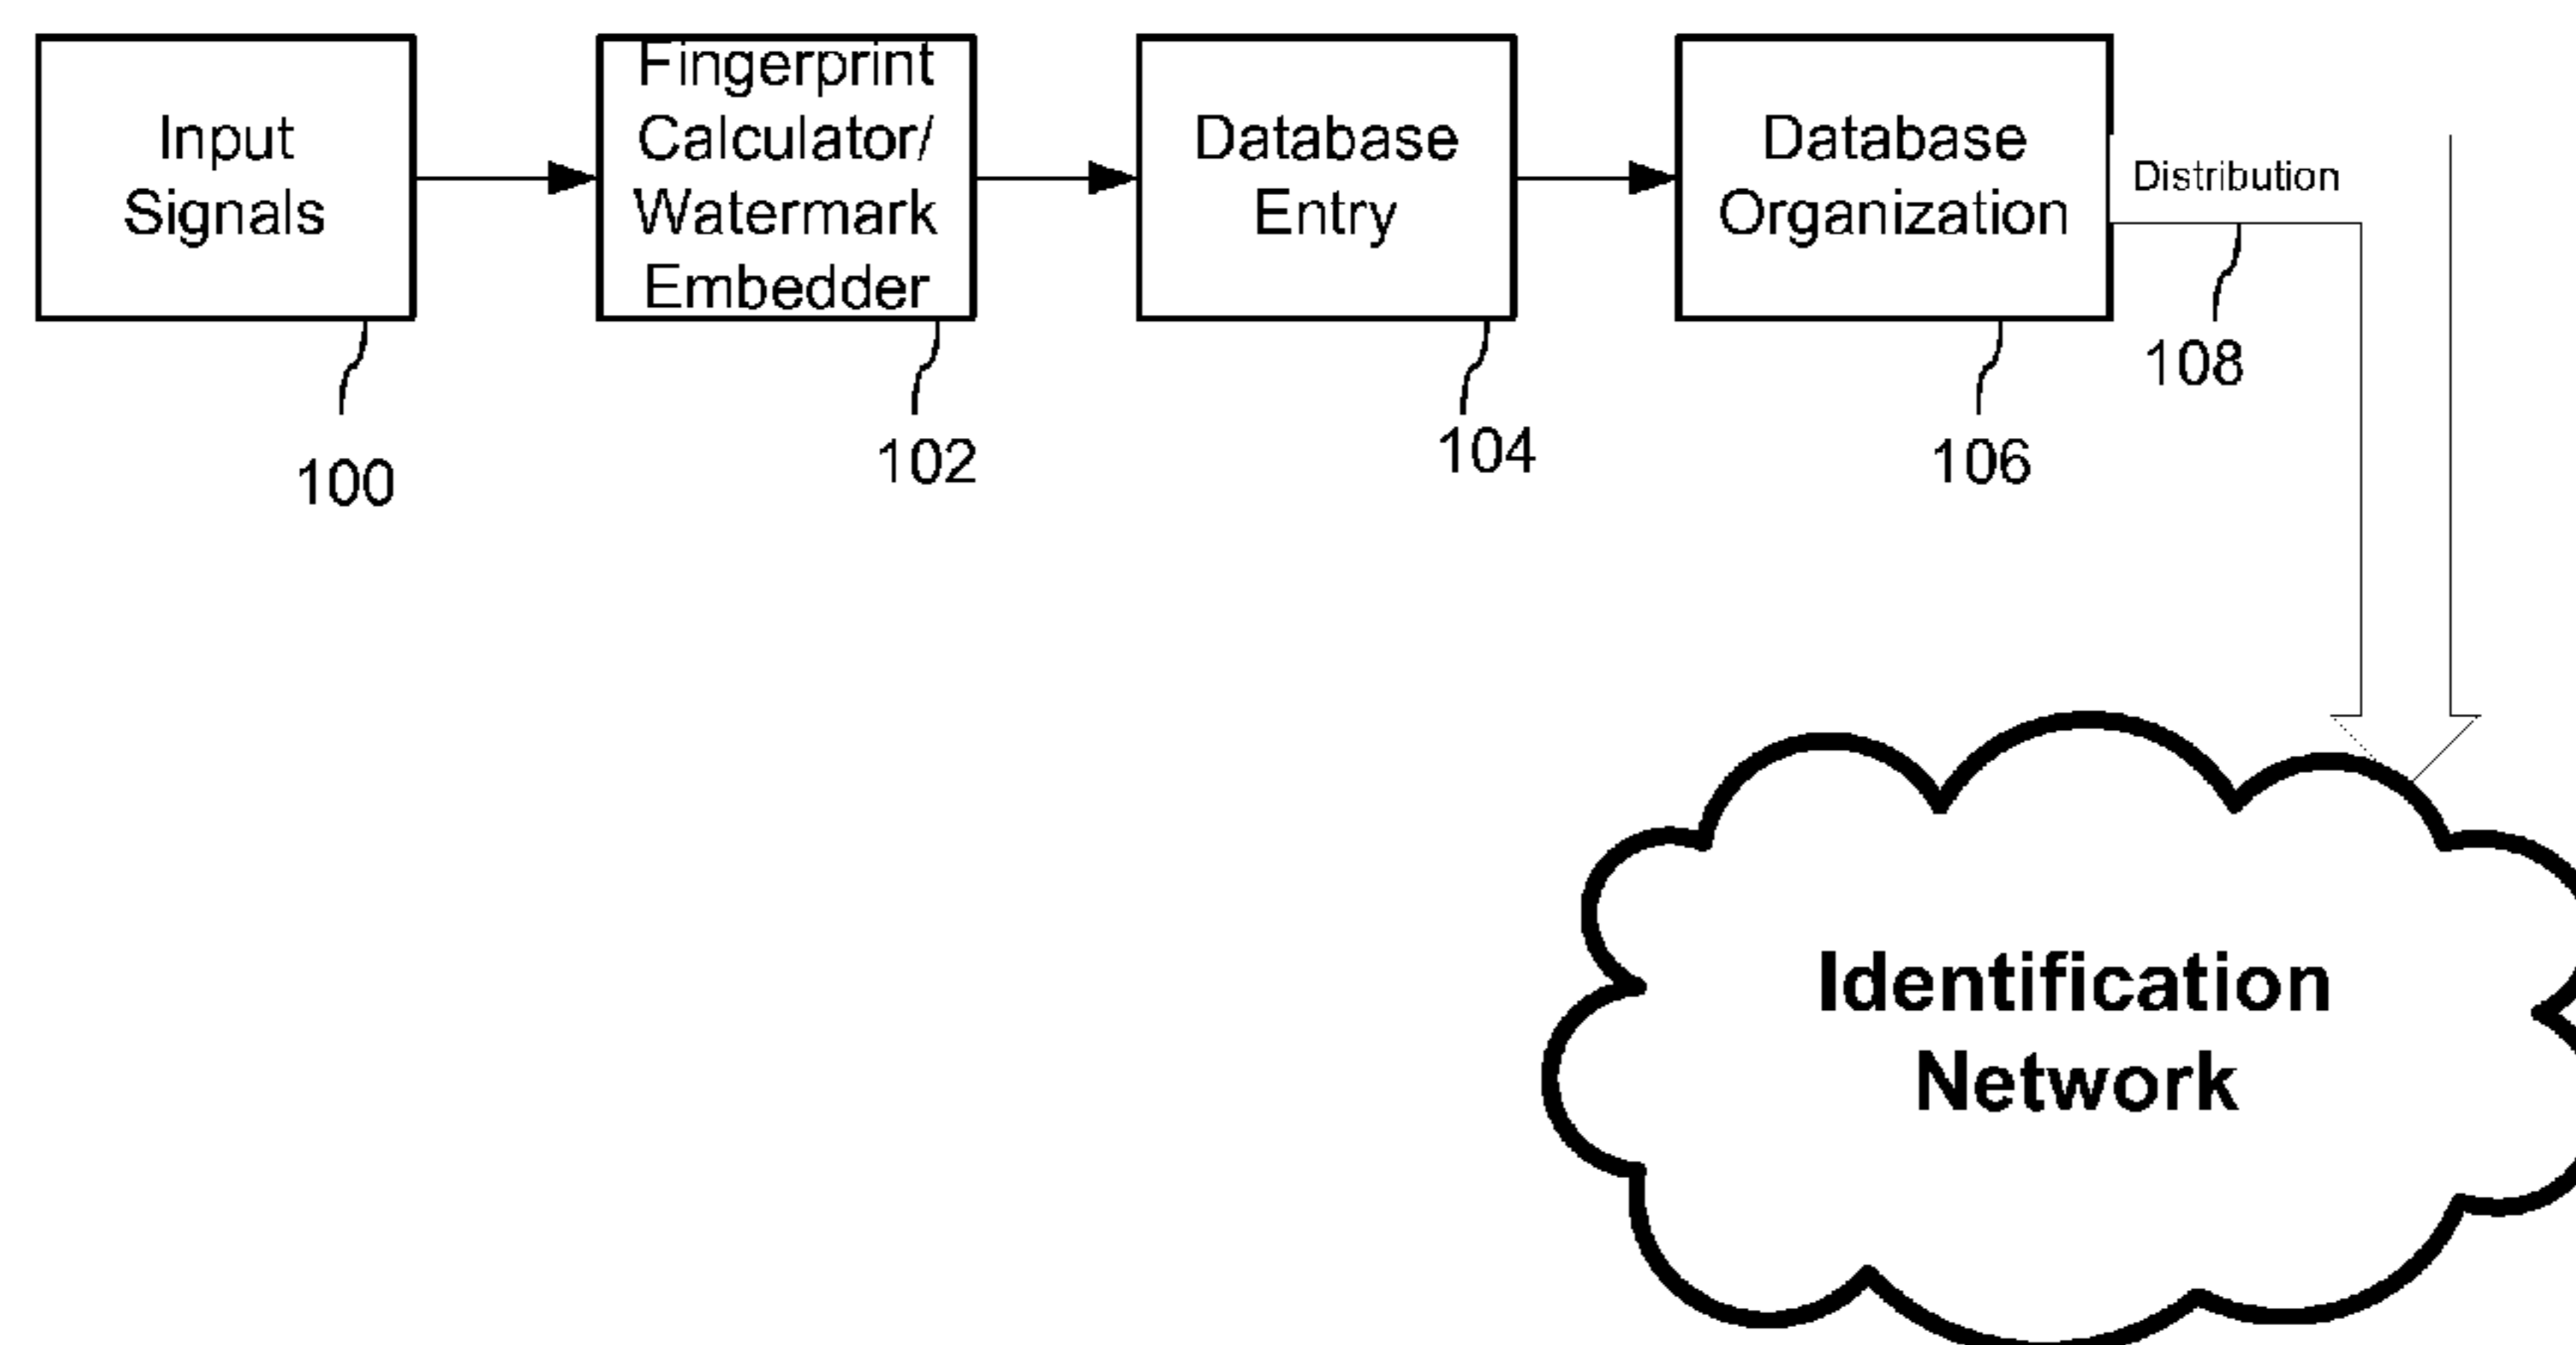 Input
Signals
Fingerprint
Calculator/
Watermark
Embedder
Database
Entry
Database
Organization
Distribution
100
102
104
106
108
Identification
Network